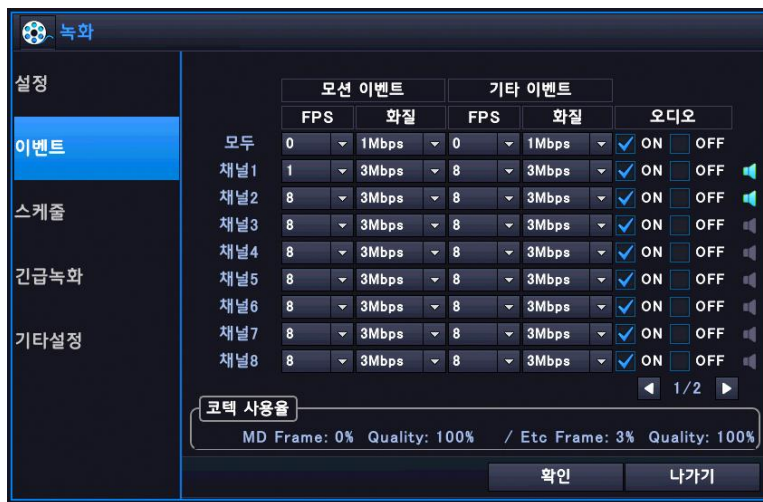 녹화
설정
이벤트
스케줄
긴급녹화
기타설정
모션 이벤트 기타 이벤트
FPS 화질 FPS 화질 오디오
모두 0 1Mbps 0 1Mbps ON OFF
채널1 1 3Mbps 8 3Mbps ON OFF
채널2 8 3Mbps 8 3Mbps ON OFF
채널3 8 3Mbps 8 3Mbps ON OFF
채널4 8 3Mbps 8 3Mbps ON OFF
채널5 8 3Mbps 8 3Mbps ON OFF
채널6 8 3Mbps 8 3Mbps ON OFF
채널7 8 3Mbps 8 3Mbps ON OFF
채널8 8 3Mbps 8 3Mbps ON OFF
1/2
코텍 사용율
MD Frame: 0% Quality: 100% / Etc Frame: 3% Quality: 100%
확인 나가기